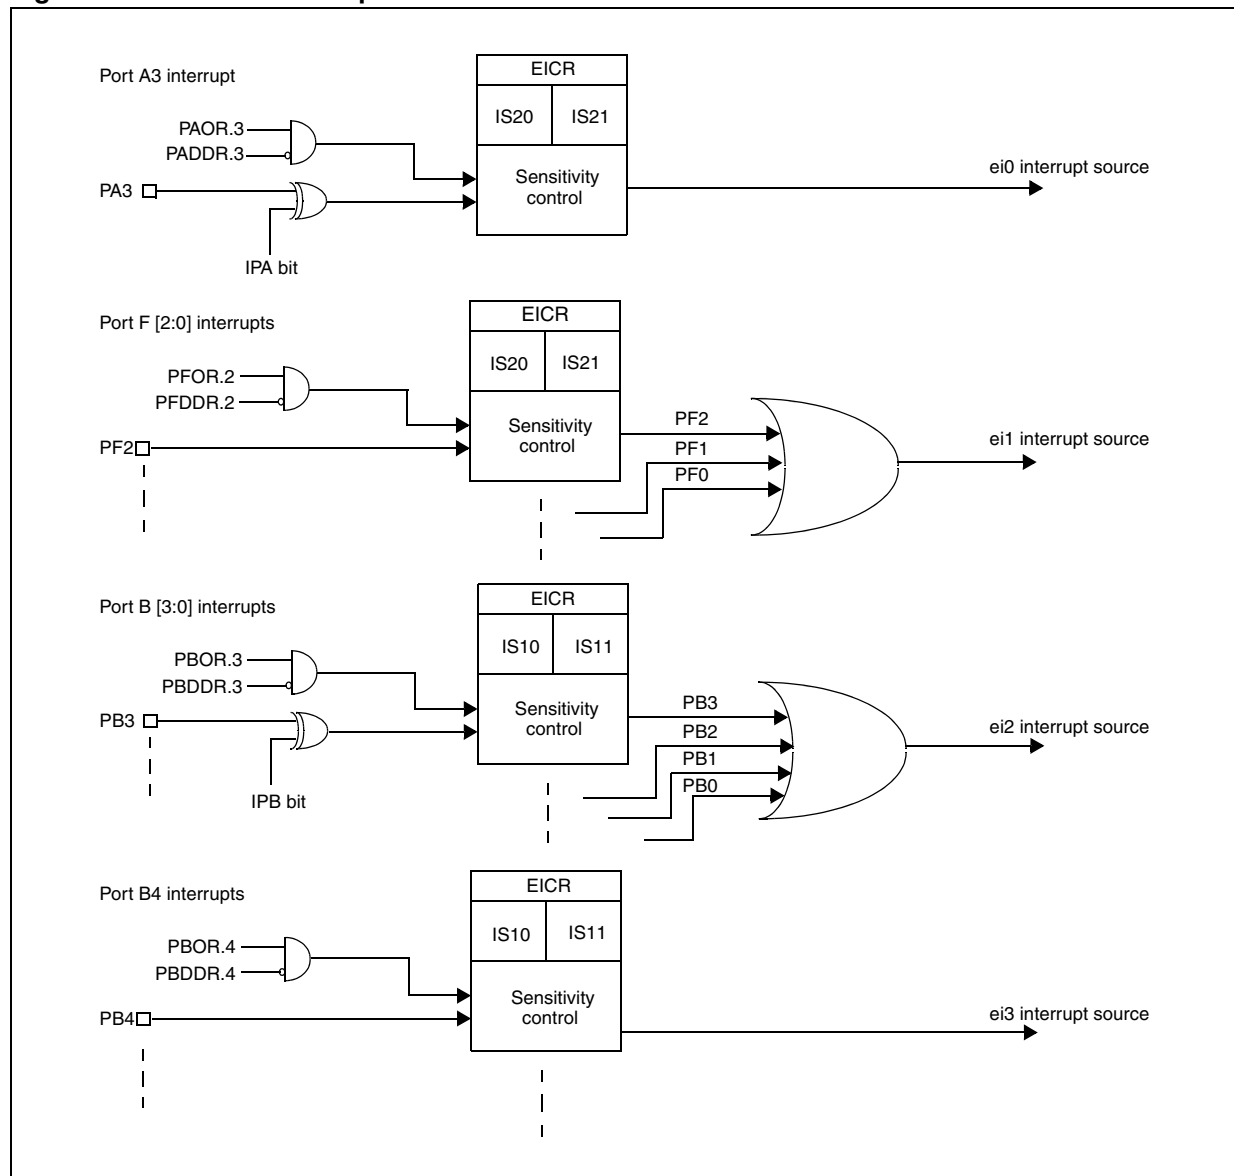 Port A3 interrupt
EICR
IS20 IS21
PAOR.3
PADDR.3
PA3
IPA bit
Sensitivity
control
ei0 interrupt source
Port F [2:0] interrupts
EICR
IS20 IS21
PFOR.2
PFDDR.2
PF2
Sensitivity
control
PF2
PF1
PF0
ei1 interrupt source
Port B [3:0] interrupts
EICR
IS10 IS11
PBOR.3
PBDDR.3
PB3
IPB bit
Sensitivity
control
PB3
PB2
PB1
PB0
ei2 interrupt source
Port B4 interrupts
EICR
IS10 IS11
PBOR.4
PBDDR.4
PB4
Sensitivity
control
ei3 interrupt source